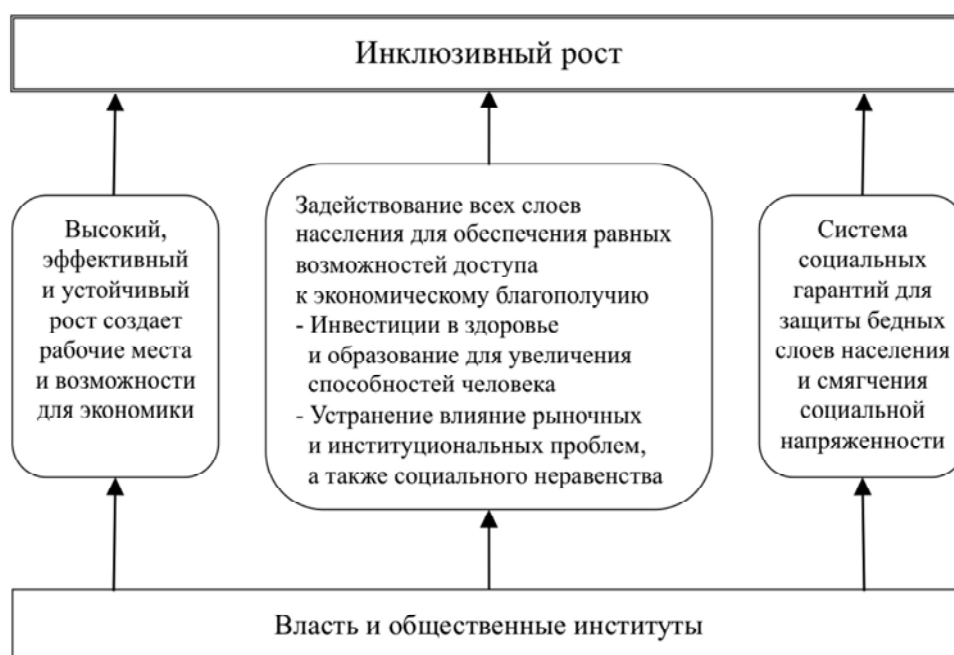 Инклюзивный рост
Высокий,
эффективный
и устойчивый
рост создает
рабочие места
и возможности
для экономики
Задействование всех слоев
населения для обеспечения равных
возможностей доступа
к экономическому благополучию
- Инвестиции в здоровье
и образование для увеличения
способностей человека
- Устранение влияние рыночных
и институциональных проблем,
а также социального неравенства
Система
социальных
гарантий для
защиты бедных
слоев населения
и смягчения
социальной
напряженности
Власть и общественные институты